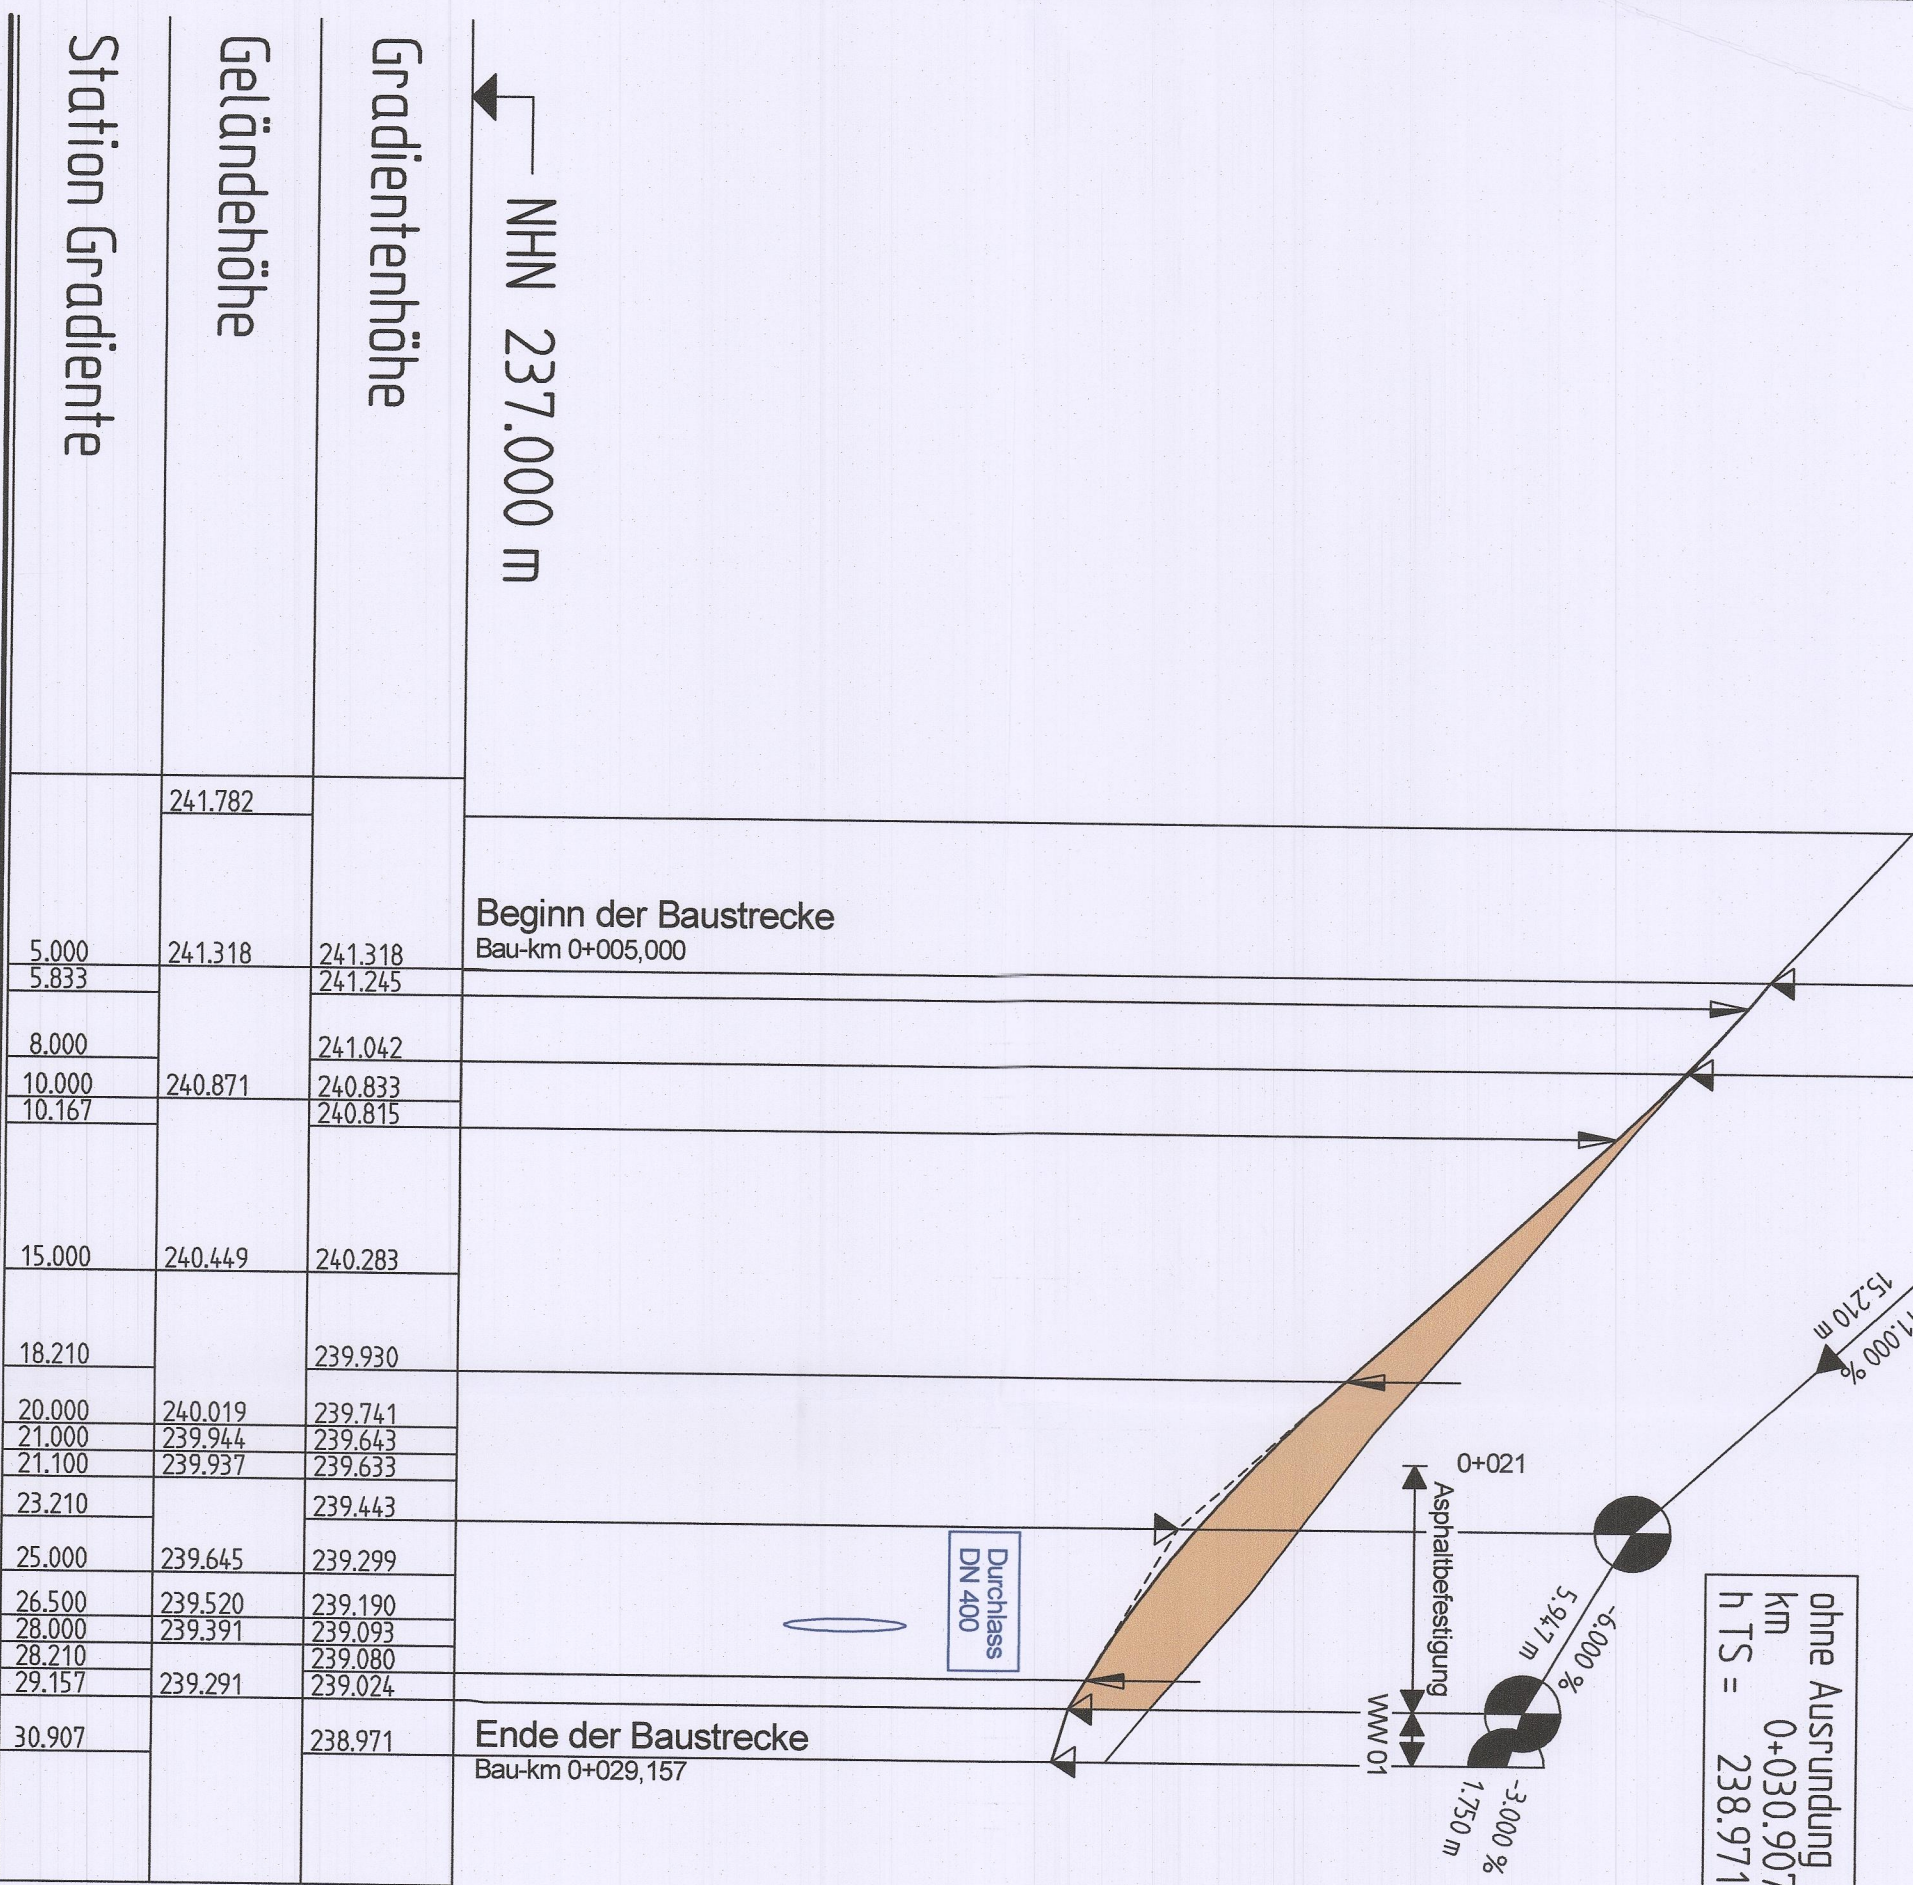 Gradientenhöhe
Geländehöhe
Station Gradiente
NHN 237.000 m
241.782
Beginn der Baustrecke
Bau-km 0+005,000
5.000 241.318 241.318
5.833 241.245
8.000 241.042
10.000 240.871 240.833
10.167 240.815
15.000 240.449 240.283
18.210 239.930
20.000 240.019 239.741
21.000 239.944 239.643
21.100 239.937 239.633
23.210 239.443
25.000 239.645 239.299
26.500 239.520 239.190
28.000 239.391 239.093
28.210 239.080
29.157 239.291 239.024
30.907 238.971
Ende der Baustrecke
Bau-km 0+029,157
Durchlass
DN 400
0+021
Asphaltbefestigung
WW 01
15.210 m
11.000 %
-6.000 %
5.947 m
-3.000 %
1.750 m
ohne Ausrundung
km 0+030.907
h TS = 238.971